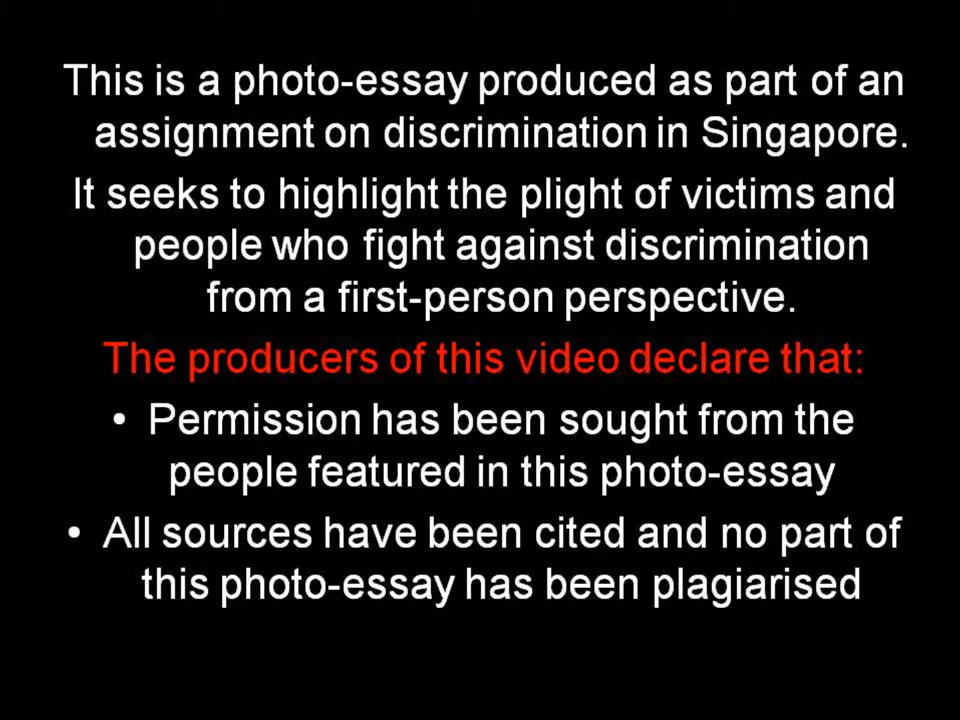 This is a photo-essay produced as part of an
assignment on discrimination in Singapore.
It seeks to highlight the plight of victims and
people who fight against discrimination
from a first-person perspective.
The producers of this video declare that:
• Permission has been sought from the
people featured in this photo-essay
• All sources have been cited and no part of
this photo-essay has been plagiarised